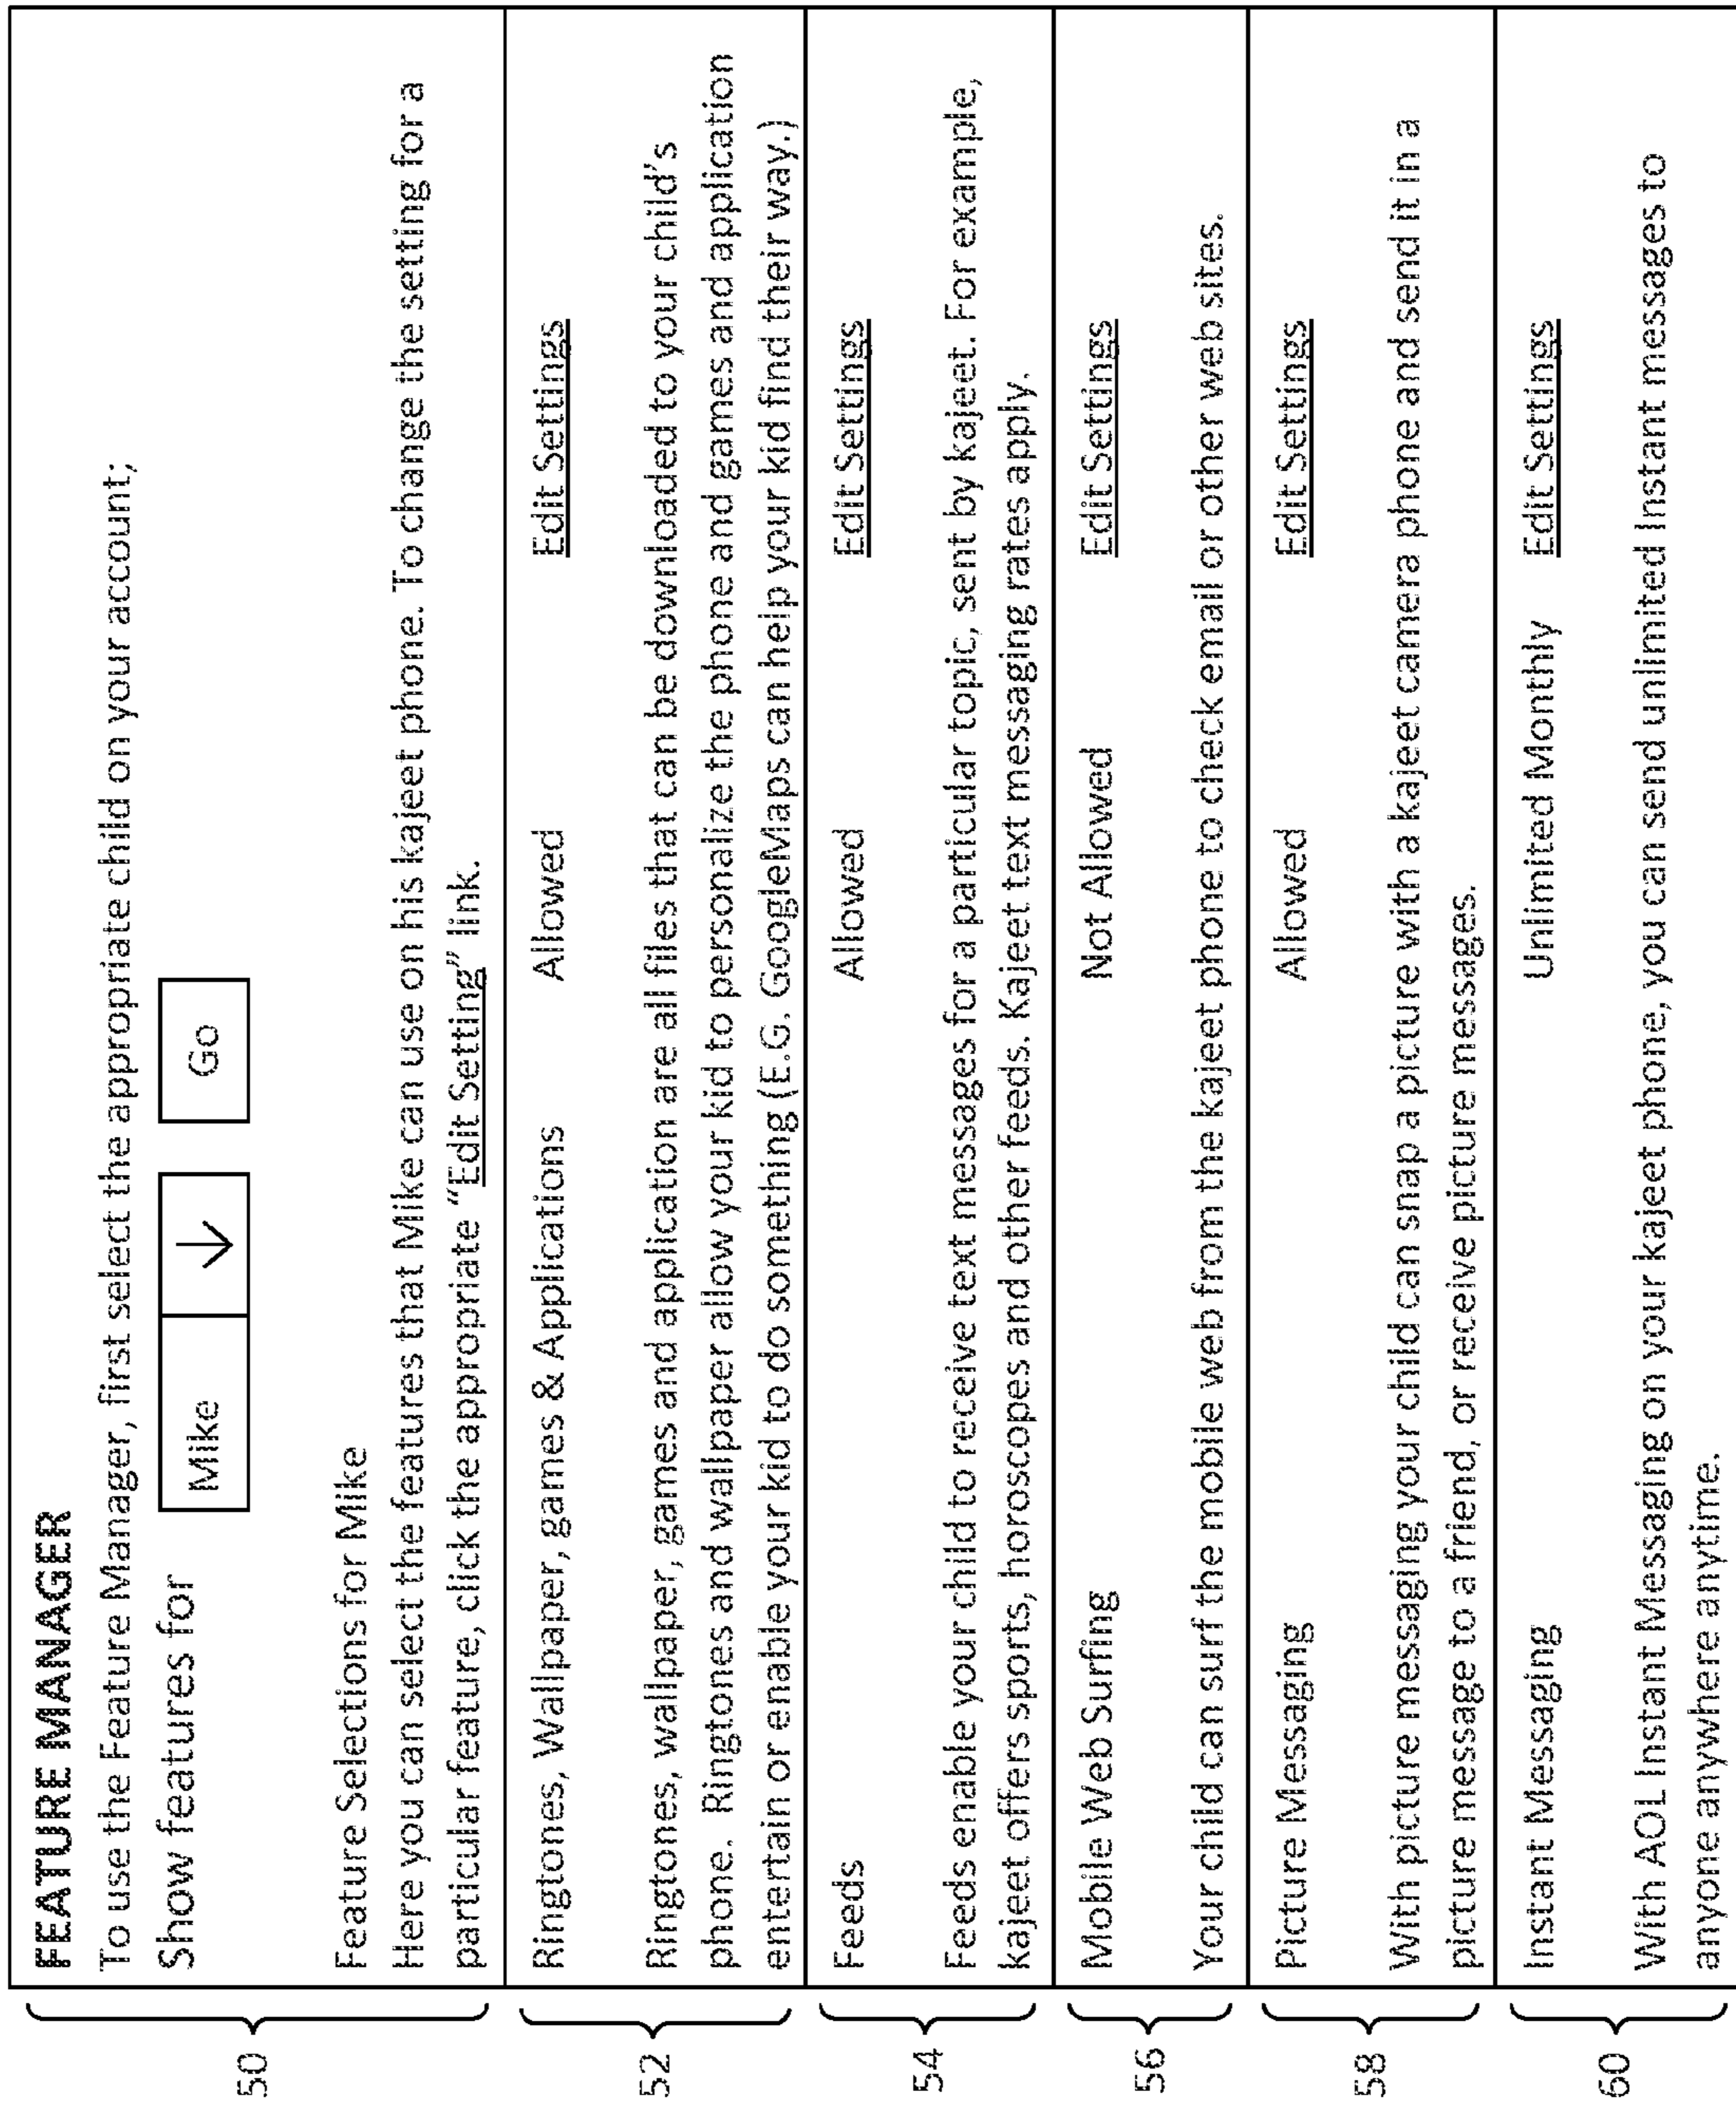 FEATURE MANAGER
To use the Feature Manager, first select the appropriate child on your account;
Show features for Mike Go
Feature Selections for Mike
Here you can select the features that Mike can use on his kajeet phone. To change the setting for a
particular feature, click the appropriate “Edit Setting” link.
50
Ringtones, Wallpaper, games & Applications Allowed Edit Settings
Ringtones, wallpaper, games and application are all files that can be downloaded to your child's
phone. Ringtones and wallpaper allow your kid to personalize the phone and games and application
entertain or enable your kid to do something (E.G. GoogleMaps can help your kid find their way.)
52
Feeds Allowed Edit Settings
Feeds enable your child to receive text messages for a particular topic, sent by kajeet. For example,
kajeet offers sports, horoscopes and other feeds. Kajeet text messaging rates apply.
54
Mobile Web Surfing Not Allowed Edit Settings
Your child can surf the mobile web from the kajeet phone to check email or other web sites.
56
Picture Messaging Allowed Edit Settings
With picture messaging your child can snap a picture with a kajeet camera phone and send it in a
picture message to a friend, or receive picture messages.
58
Instant Messaging Unlimited Monthly Edit Settings
With AOL Instant Messaging on your kajeet phone, you can send unlimited Instant messages to
anyone anywhere anytime.
60